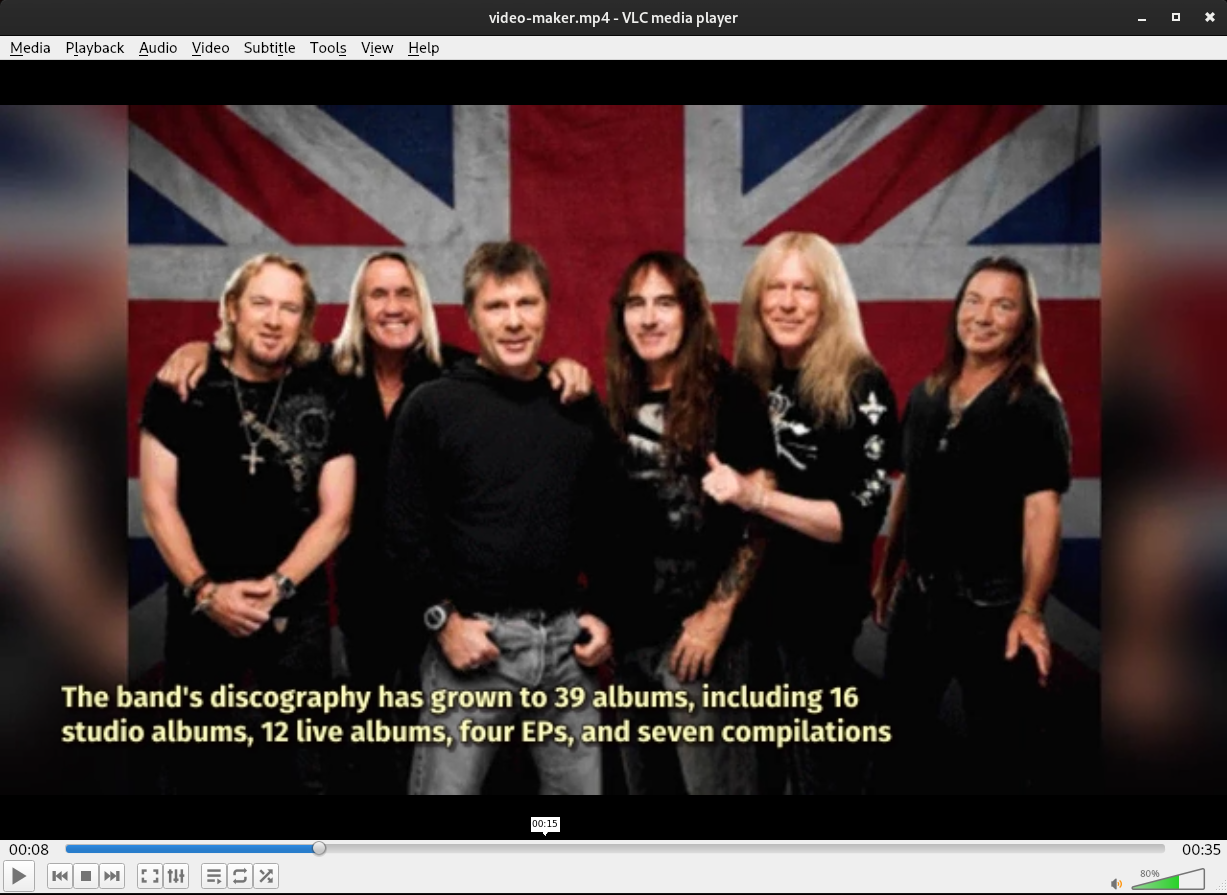 video-maker.mp4 - VLC media player
Media Playback Audio Video Subtitle Tools View Help
The band's discography has grown to 39 albums, including 16
studio albums, 12 live albums, four EPs, and seven compilations
00:15
00:08
00:35
80%